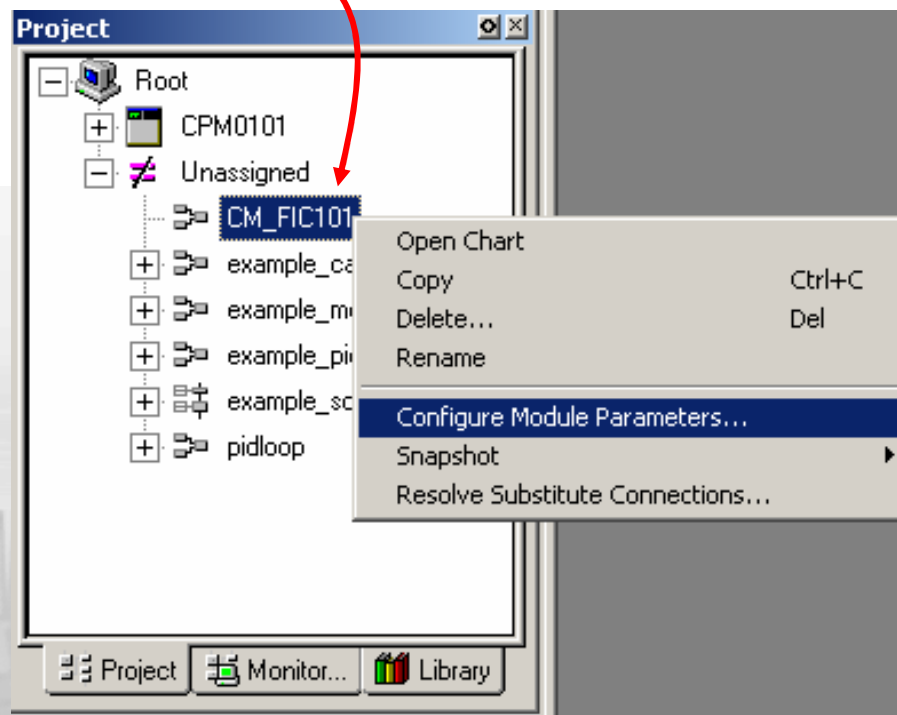 Project
Root
CPM0101
Unassigned
CM_FIC101
example_ca
example_m
example_pi
example_sc
pidloop
Open Chart
Copy Ctrl+C
Delete... Del
Rename
Configure Module Parameters...
Snapshot
Resolve Substitute Connections...
Project Monitor... Library